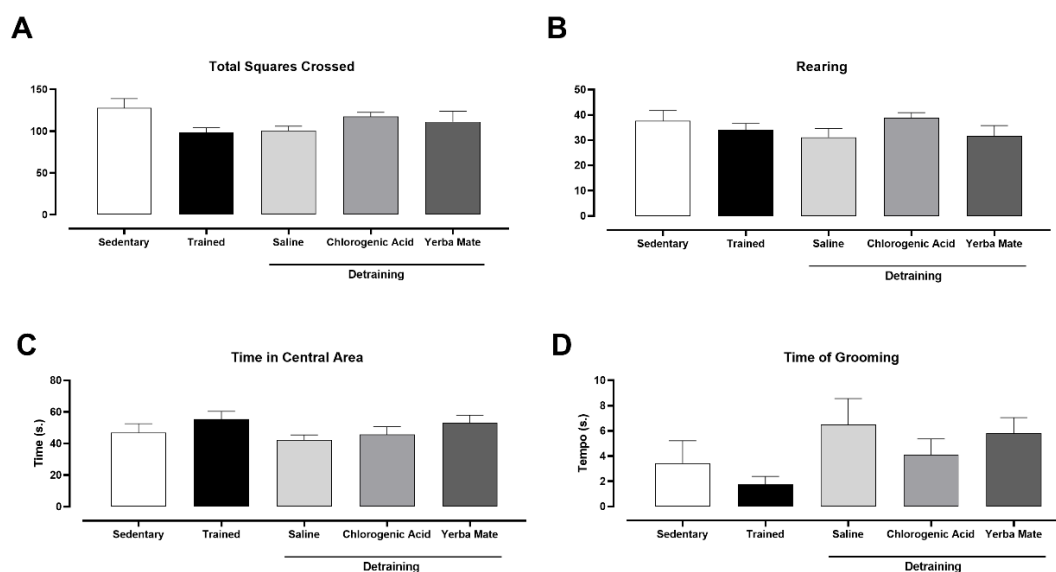 A
Total Squares Crossed
150
100
50
0
Sedentary Trained Saline Chlorogenic Acid Yerba Mate
Detraining
B
Rearing
50
40
30
20
10
0
Sedentary Trained Saline Chlorogenic Acid Yerba Mate
Detraining
C
Time in Central Area
Time (s.)
80
60
40
20
0
Sedentary Trained Saline Chlorogenic Acid Yerba Mate
Detraining
D
Time of Grooming
Tempo (s.)
10
8
6
4
2
0
Sedentary Trained Saline Chlorogenic Acid Yerba Mate
Detraining